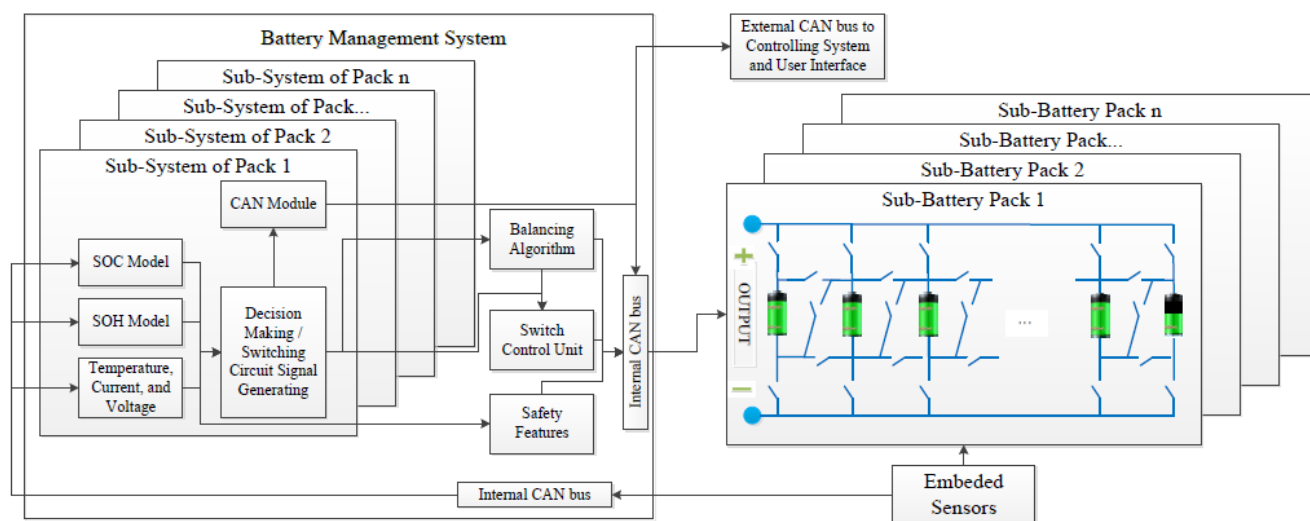 Battery Management System
Sub-System of Pack n
Sub-System of Pack...
Sub-System of Pack 2
Sub-System of Pack 1
CAN Module
SOC Model
SOH Model
Temperature,
Current, and
Voltage
Decision
Making /
Switching
Circuit Signal
Generating
Balancing
Algorithm
Switch
Control Unit
Safety
Features
Internal CAN bus
Internal CAN bus
External CAN bus to
Controlling System
and User Interface
Sub-Battery Pack n
Sub-Battery Pack...
Sub-Battery Pack 2
Sub-Battery Pack 1
+
OUTPUT
−
...
Embeded
Sensors